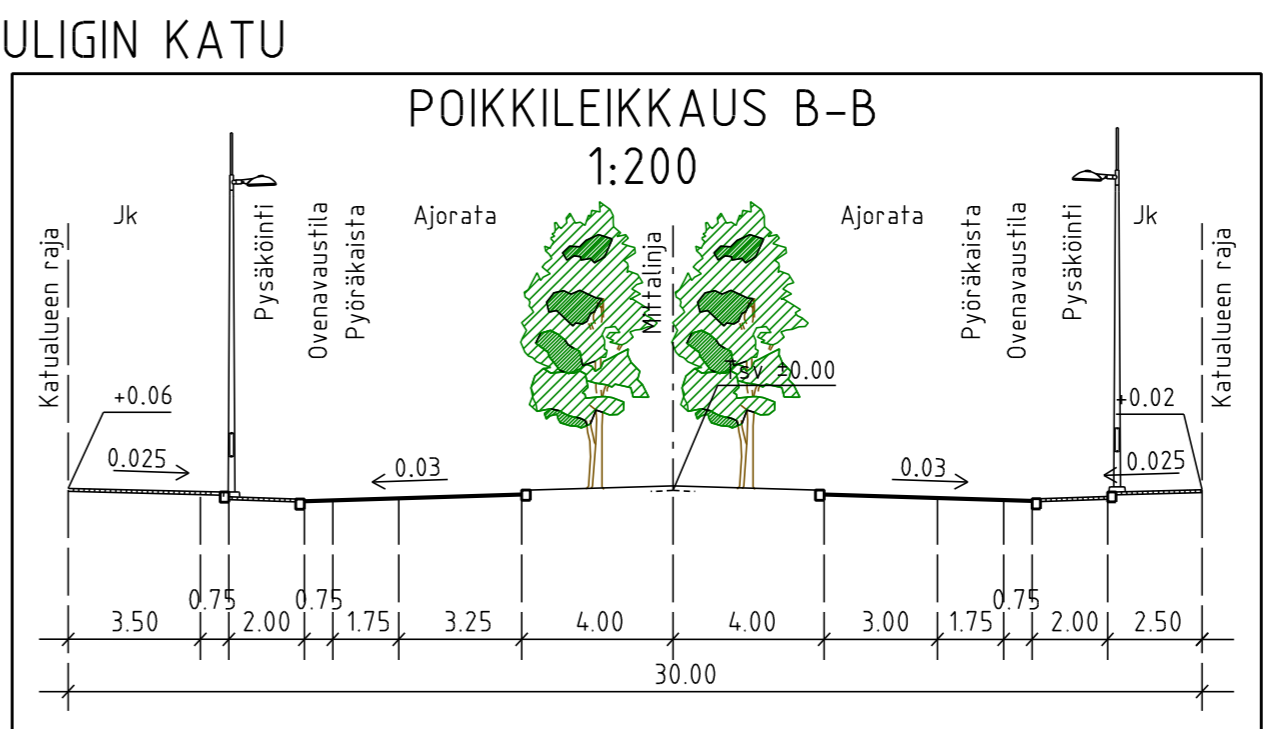 ULIGIN KATU
POIKKILEIKKAUS B-B
1:200
Katualueen raja
Jk
Pysäköinti
Ovenavaustila
Pyöräkaista
Ajorata
Mittalinja
Ajorata
Pyöräkaista
Ovenavaustila
Pysäköinti
Jk
Katualueen raja
+0.06
0.025
0.03
Tsv ±0.00
0.03
+0.02
0.025
3.50
0.75
2.00
0.75
1.75
3.25
4.00
4.00
3.00
1.75
0.75
2.00
2.50
30.00